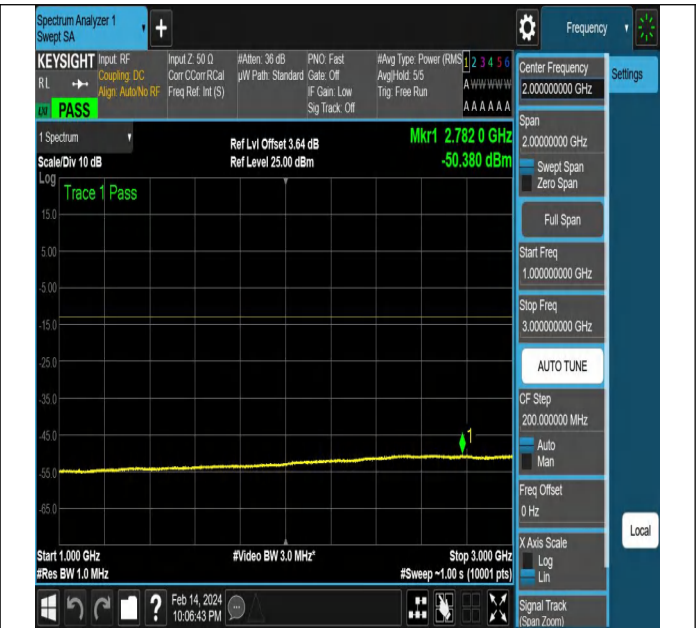 Spectrum Analyzer 1
Swept SA
+
Frequency
KEYSIGHT
RL
PASS
Input: RF
Coupling: DC
Align: Auto/No RF
Input Z: 50 Ω
Corr CCorr RCal
Freq Ref: Int (S)
#Atten: 36 dB
µW Path: Standard
PNO: Fast
Gate: Off
IF Gain: Low
Sig Track: Off
#Avg Type: Power (RMS
Avg|Hold: 5/5
Trig: Free Run
1 2 3 4 5 6
A W W W W W
A A A A A A
Settings
1 Spectrum
Scale/Div 10 dB
Log
Ref Lvl Offset 3.64 dB
Ref Level 25.00 dBm
Mkr1 2.782 0 GHz
-50.380 dBm
Trace 1 Pass
15.0
5.00
-5.00
-15.0
-25.0
-35.0
-45.0
-55.0
-65.0
1
Start 1.000 GHz
#Res BW 1.0 MHz
#Video BW 3.0 MHz*
Stop 3.000 GHz
#Sweep ~1.00 s (10001 pts)
Center Frequency
2.000000000 GHz
Span
2.00000000 GHz
Swept Span
Zero Span
Full Span
Start Freq
1.000000000 GHz
Stop Freq
3.000000000 GHz
AUTO TUNE
CF Step
200.000000 MHz
Auto
Man
Freq Offset
0 Hz
X Axis Scale
Log
Lin
Signal Track
(Span Zoom)
Local
?
Feb 14, 2024
10:06:43 PM